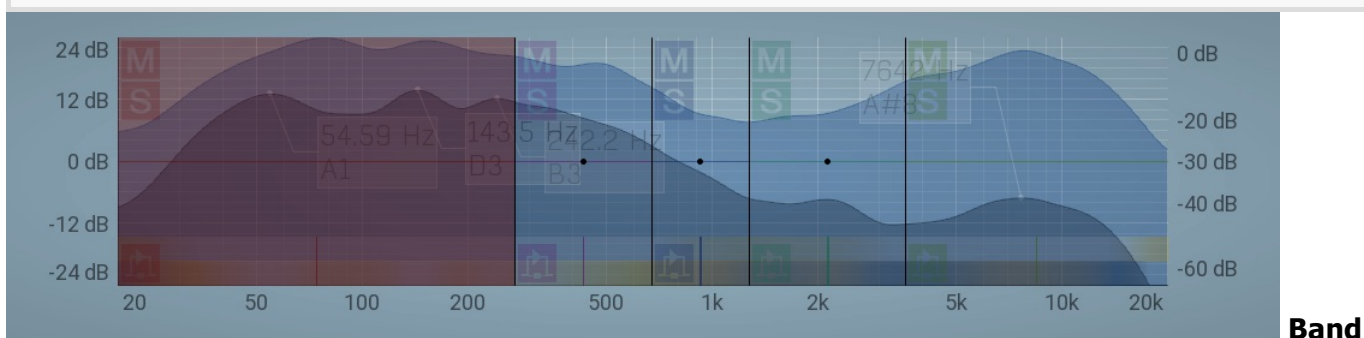 24 dB
12 dB
0 dB
-12 dB
-24 dB
M M M M M
S S S S S
54.59 Hz
A1
143.5 Hz
D3
242.2 Hz
B3
7642 Hz
A#8
0 dB
-20 dB
-30 dB
-40 dB
-60 dB
20 50 100 200 500 1k 2k 5k 10k 20k
Band